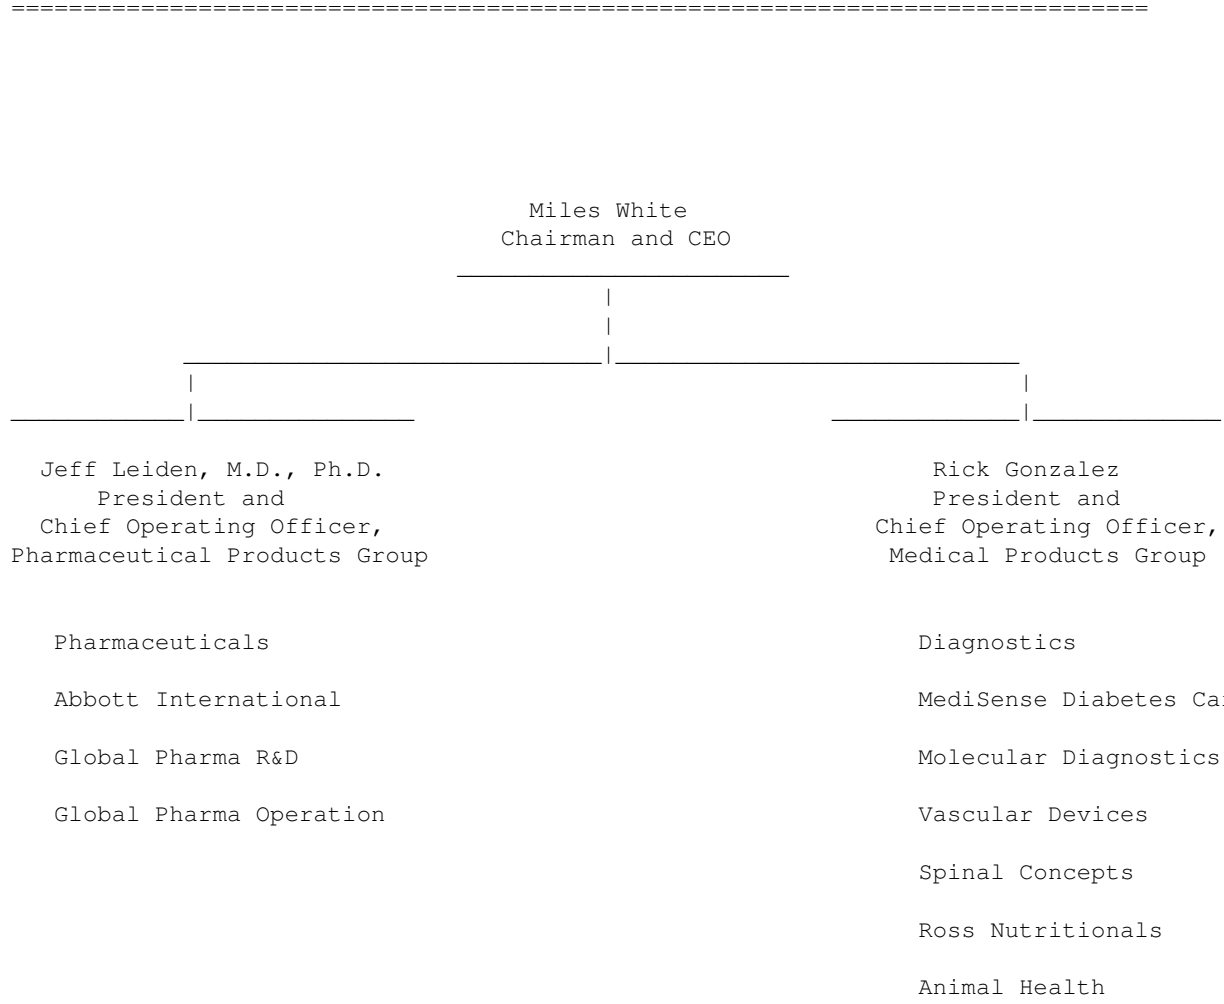 Miles White
Chairman and CEO
Jeff Leiden, M.D., Ph.D.
President and
Chief Operating Officer,
Pharmaceutical Products Group
Pharmaceuticals
Abbott International
Global Pharma R&D
Global Pharma Operation
Rick Gonzalez
President and
Chief Operating Officer,
Medical Products Group
Diagnostics
MediSense Diabetes
Molecular Diagnostics
Vascular Devices
Spinal Concepts
Ross Nutritionals
Animal Health